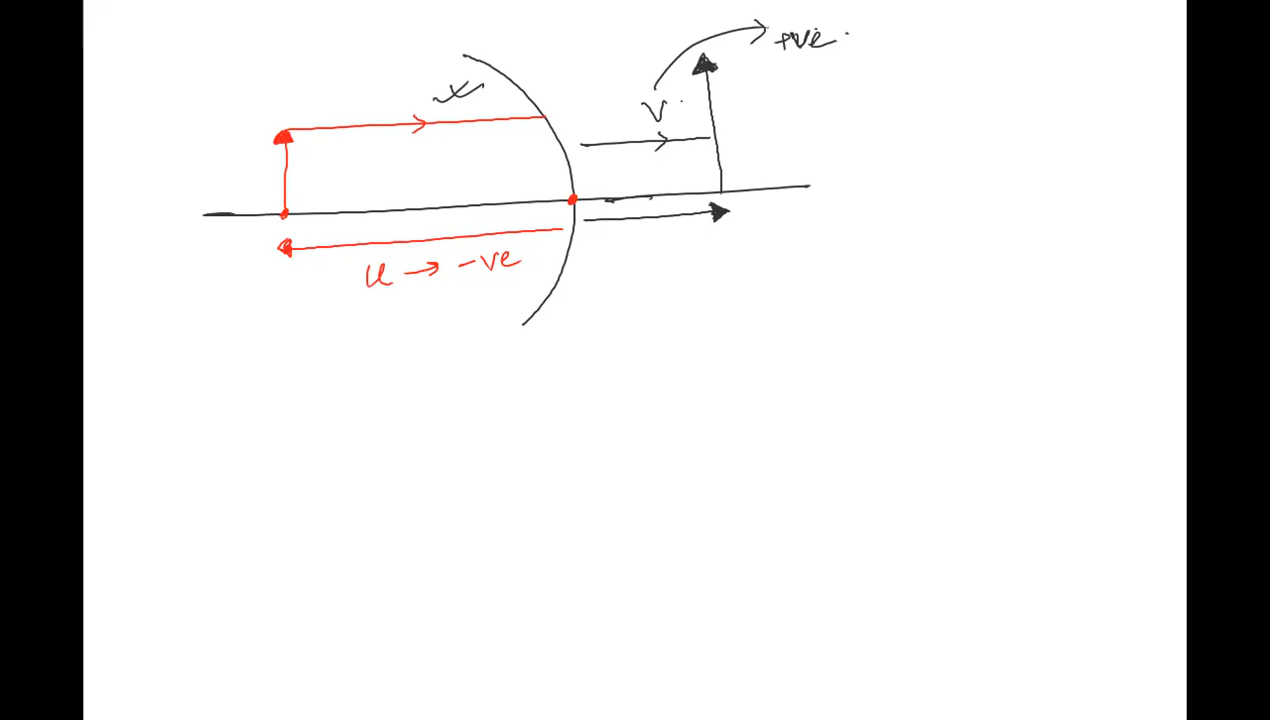 +ve.
V
u → -ve